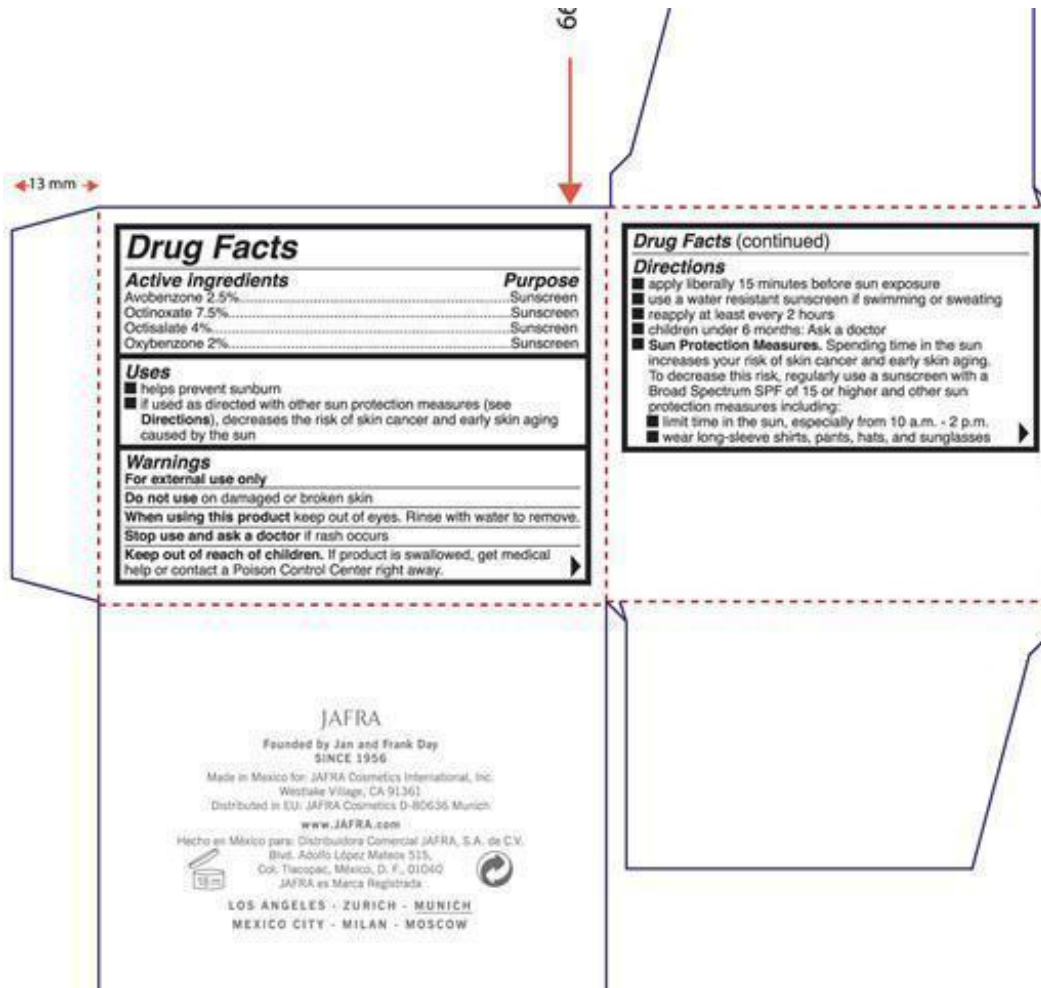 66
13 mm
Drug Facts
Active ingredients Purpose
Avobenzone 2.5%..........Sunscreen
Octinoxate 7.5%..........Sunscreen
Octisalate 4%..........Sunscreen
Oxybenzone 2%..........Sunscreen
Uses
■ helps prevent sunburn
■ if used as directed with other sun protection measures (see
Directions), decreases the risk of skin cancer and early skin aging
caused by the sun
Warnings
For external use only
Do not use on damaged or broken skin
When using this product keep out of eyes. Rinse with water to remove.
Stop use and ask a doctor if rash occurs
Keep out of reach of children. If product is swallowed, get medical
help or contact a Poison Control Center right away.
Drug Facts (continued)
Directions
■ apply liberally 15 minutes before sun exposure
■ use a water resistant sunscreen if swimming or sweating
■ reapply at least every 2 hours
■ children under 6 months: Ask a doctor
■ Sun Protection Measures. Spending time in the sun
increases your risk of skin cancer and early skin aging.
To decrease this risk, regularly use a sunscreen with a
Broad Spectrum SPF of 15 or higher and other sun
protection measures including:
■ limit time in the sun, especially from 10 a.m. - 2 p.m.
■ wear long-sleeve shirts, pants, hats, and sunglasses
JAFRA
Founded by Jan and Frank Day
SINCE 1956
Made in Mexico for: JAFRA Cosmetics International, Inc.
Westlake Village, CA 91361
Distributed in EU: JAFRA Cosmetics D-80636 Munich
www.JAFRA.com
Hecho en México para: Distribuidora Comercial JAFRA, S.A. de C.V.
Blvd. Adolfo López Mateos 515,
Col. Tlacopac, México, D. F., 01040
JAFRA es Marca Registrada
18 m
LOS ANGELES - ZURICH - MUNICH
MEXICO CITY - MILAN - MOSCOW